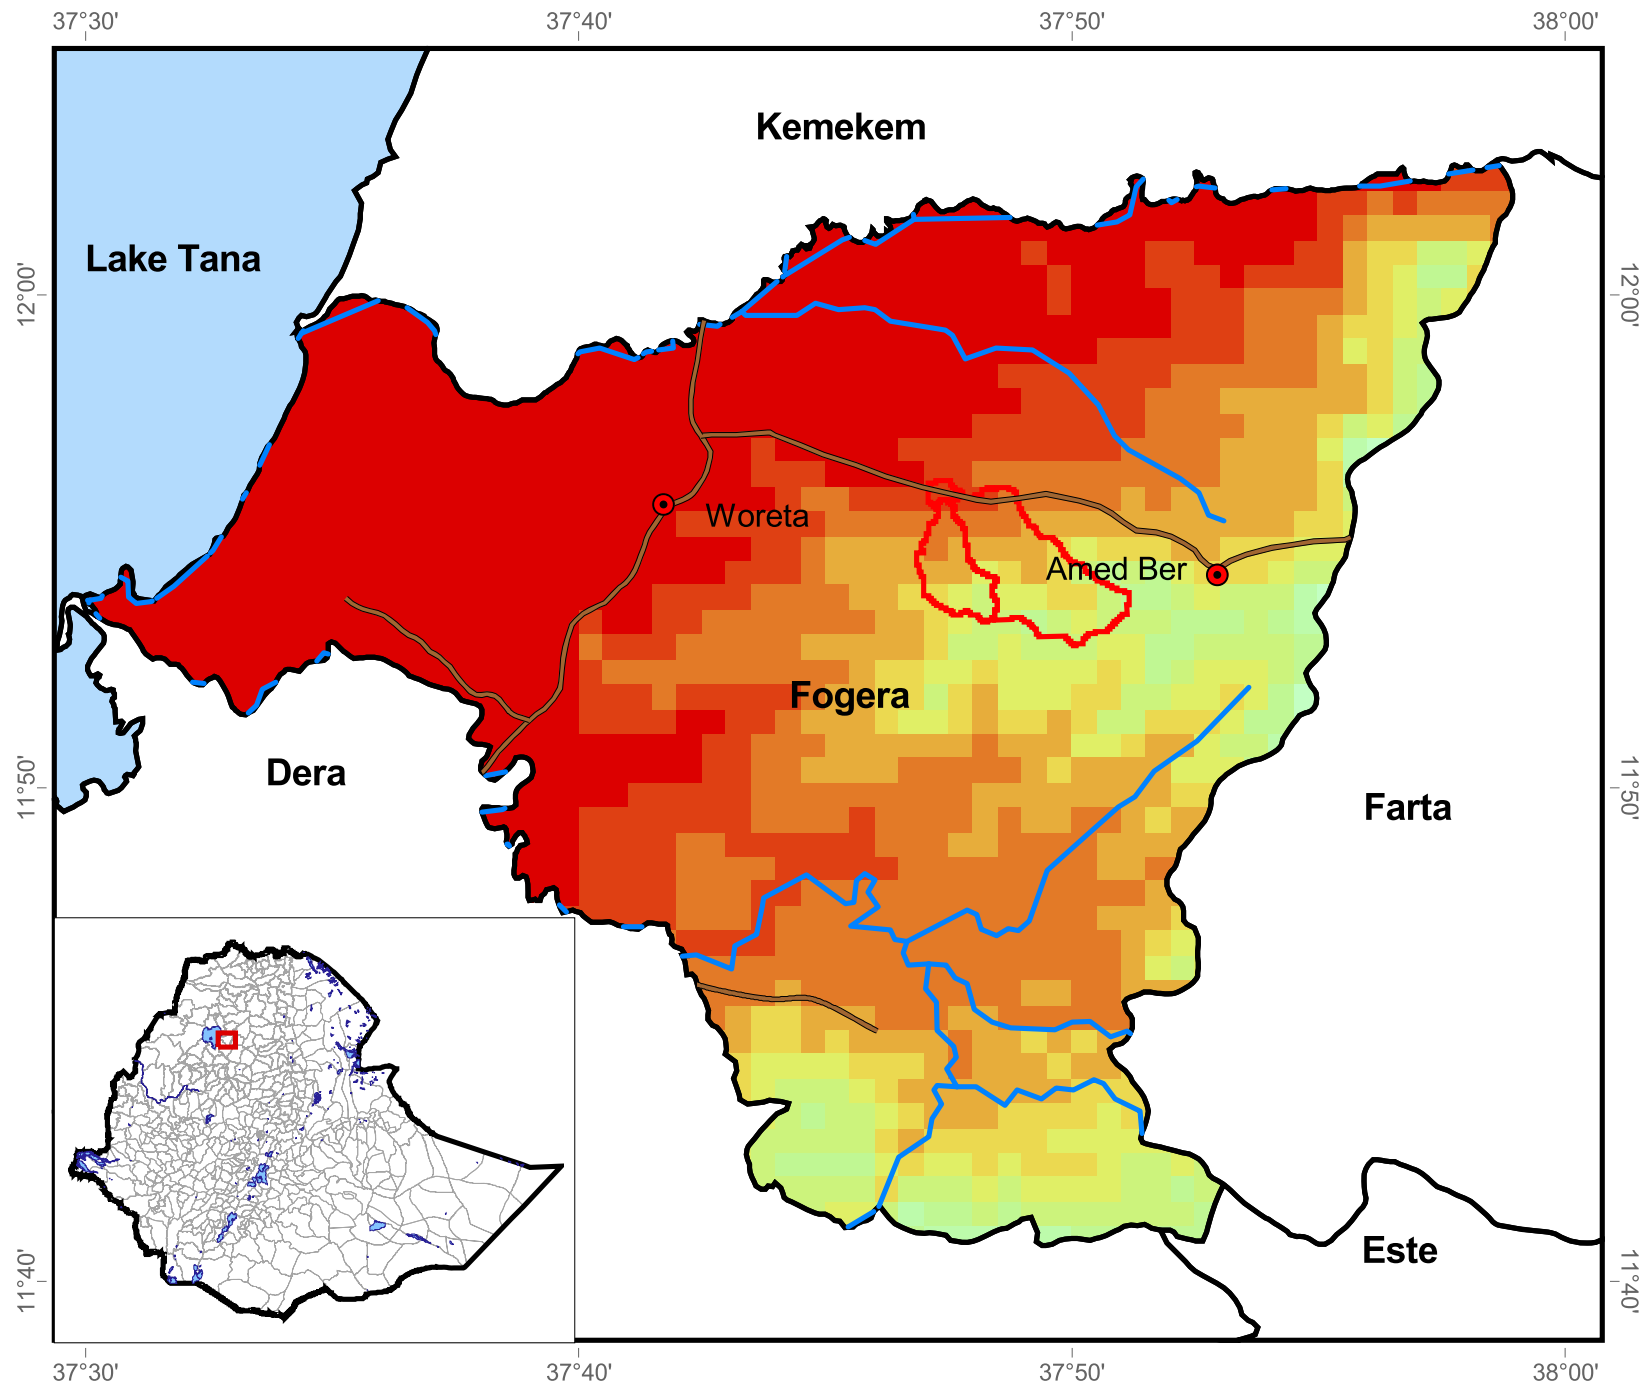 37°30' 37°40' 37°50' 38°00'
Kemekem
Lake Tana
12°00' 12°00'
Woreta
Amed Ber
Fogera
Dera
11°50' 11°50'
Farta
Este
11°40' 11°40'
37°30' 37°40' 37°50' 38°00'